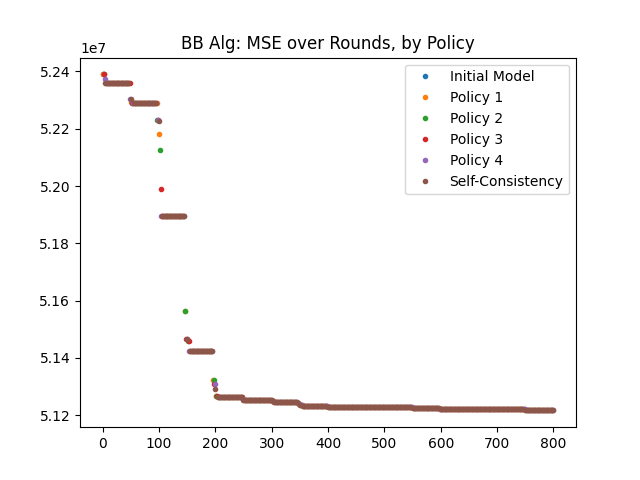 BB Alg: MSE over Rounds, by Policy
1e7
5.24
5.22
5.20
5.18
5.16
5.14
5.12
0 100 200 300 400 500 600 700 800
Initial Model
Policy 1
Policy 2
Policy 3
Policy 4
Self-Consistency